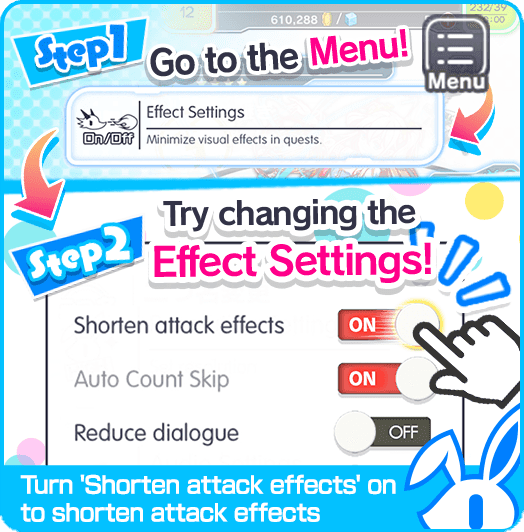 12
610,288
232/39
:00
Step1
Go to the Menu!
Menu
Effect Settings
On/Off
Minimize visual effects in quests.
Step2
Try changing the
Effect Settings!
Shorten attack effects
ON
Auto Count Skip
ON
Reduce dialogue
OFF
Turn 'Shorten attack effects' on
to shorten attack effects